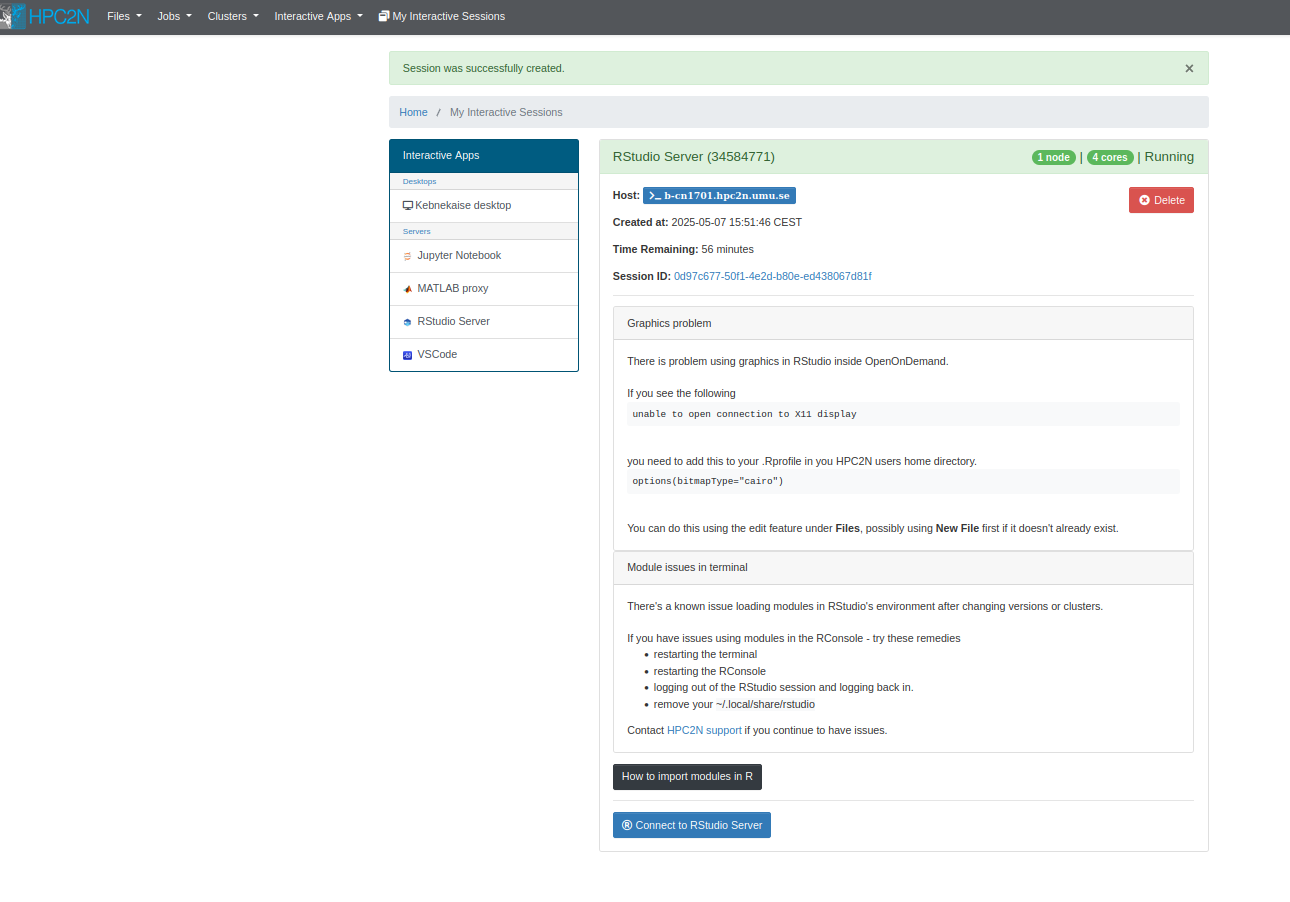 HPC2N Files Jobs Clusters Interactive Apps My Interactive Sessions
Session was successfully created. ×
Home / My Interactive Sessions
Interactive Apps
Desktops
Kebnekaise desktop
Servers
Jupyter Notebook
MATLAB proxy
RStudio Server
VSCode
RStudio Server (34584771) 1 node | 4 cores | Running
Host: >_ b-cn1701.hpc2n.umu.se
Delete
Created at: 2025-05-07 15:51:46 CEST
Time Remaining: 56 minutes
Session ID: 0d97c677-50f1-4e2d-b80e-ed438067d81f
Graphics problem
There is problem using graphics in RStudio inside OpenOnDemand.
If you see the following
unable to open connection to X11 display
you need to add this to your .Rprofile in you HPC2N users home directory.
options(bitmapType="cairo")
You can do this using the edit feature under Files, possibly using New File first if it doesn't already exist.
Module issues in terminal
There's a known issue loading modules in RStudio's environment after changing versions or clusters.
If you have issues using modules in the RConsole - try these remedies
• restarting the terminal
• restarting the RConsole
• logging out of the RStudio session and logging back in.
• remove your ~/.local/share/rstudio
Contact HPC2N support if you continue to have issues.
How to import modules in R
® Connect to RStudio Server